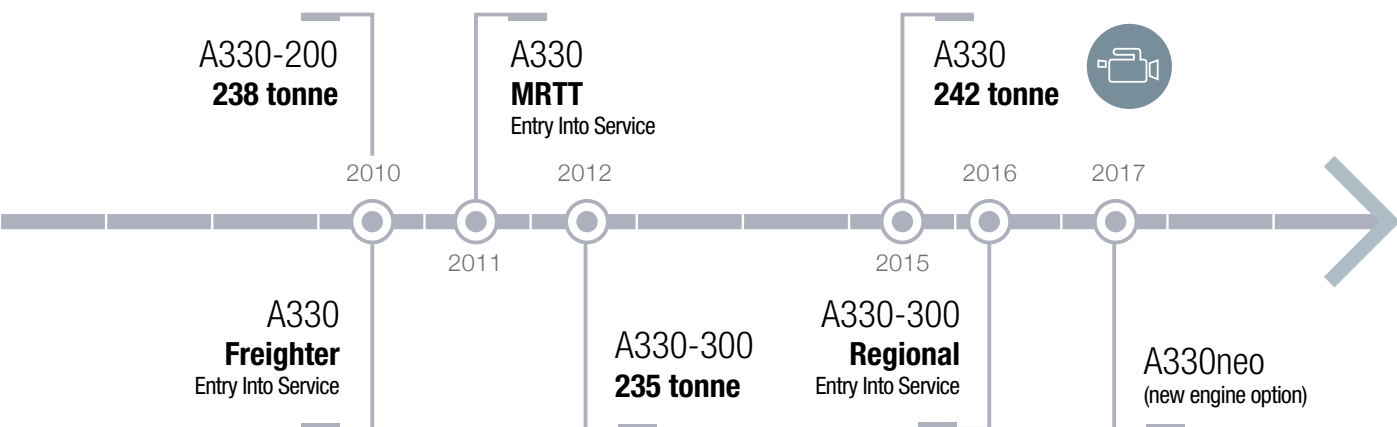 A330-200
238 tonne
A330
MRTT
Entry Into Service
A330
242 tonne
2010
2012
2016
2017
2011
2015
A330
Freighter
Entry Into Service
A330-300
235 tonne
A330-300
Regional
Entry Into Service
A330neo
(new engine option)